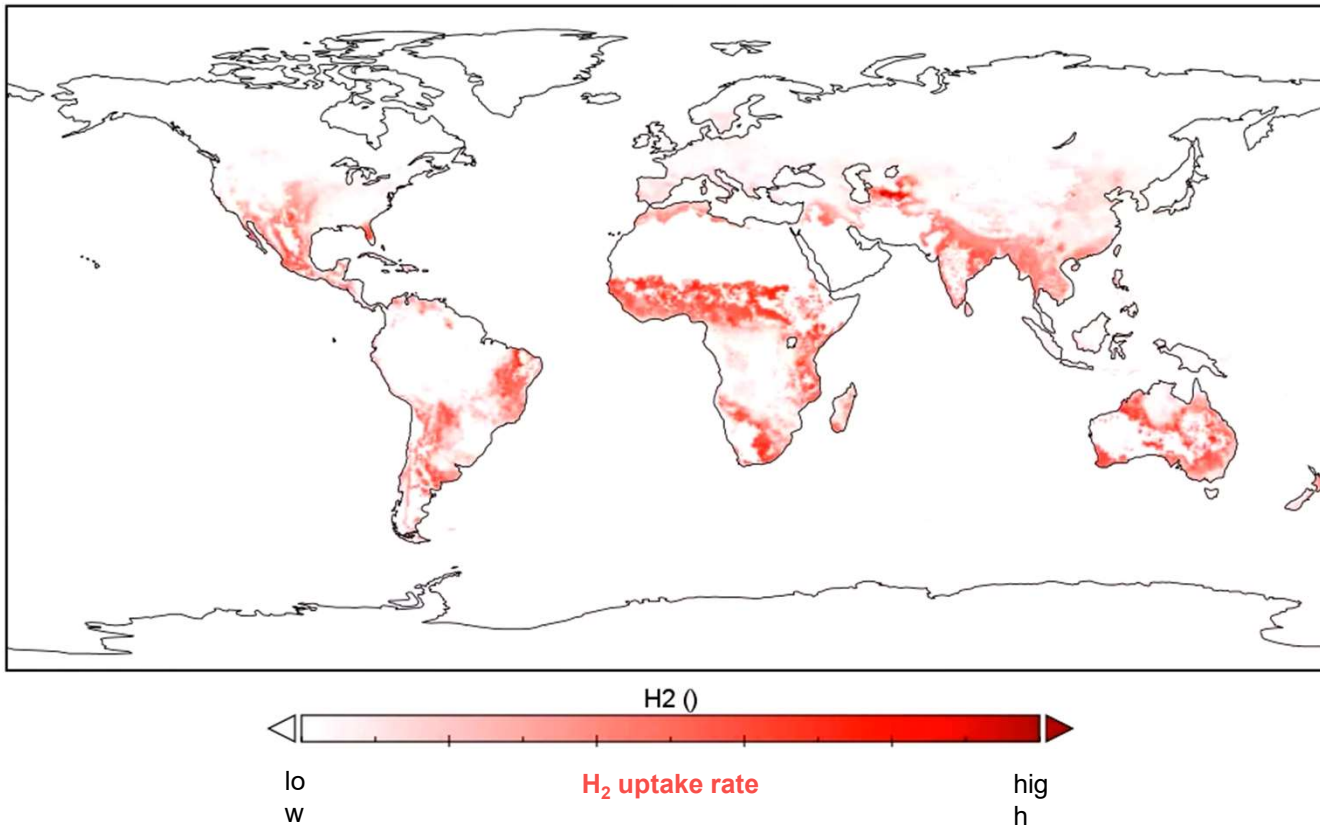 H2 ()
lo
w
H₂ uptake rate
hig
h